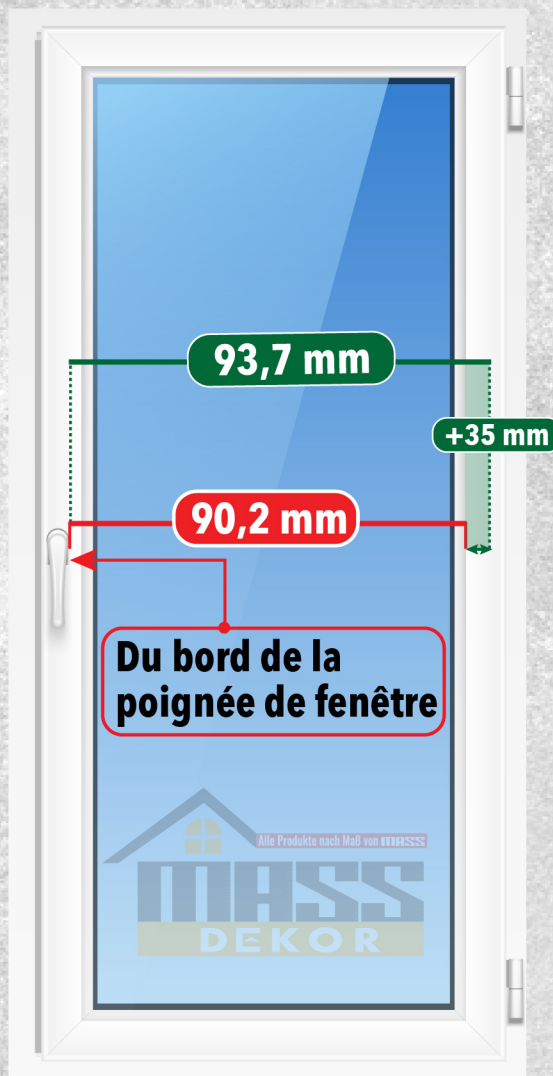 93,7 mm
+35 mm
90,2 mm
Du bord de la
poignée de fenêtre
Alle Produkte nach Maß von MASS
MASS
DEKOR